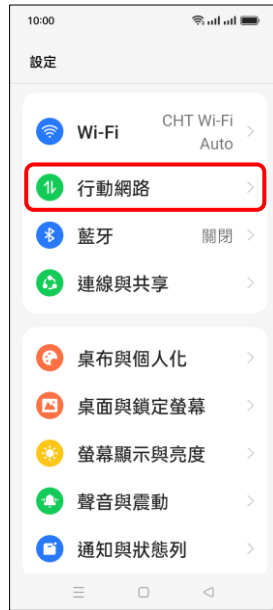 10:00
設定
Wi-Fi
CHT Wi-Fi
Auto
行動網路
藍牙
關閉
連線與共享
桌布與個人化
桌面與鎖定螢幕
螢幕顯示與亮度
聲音與震動
通知與狀態列